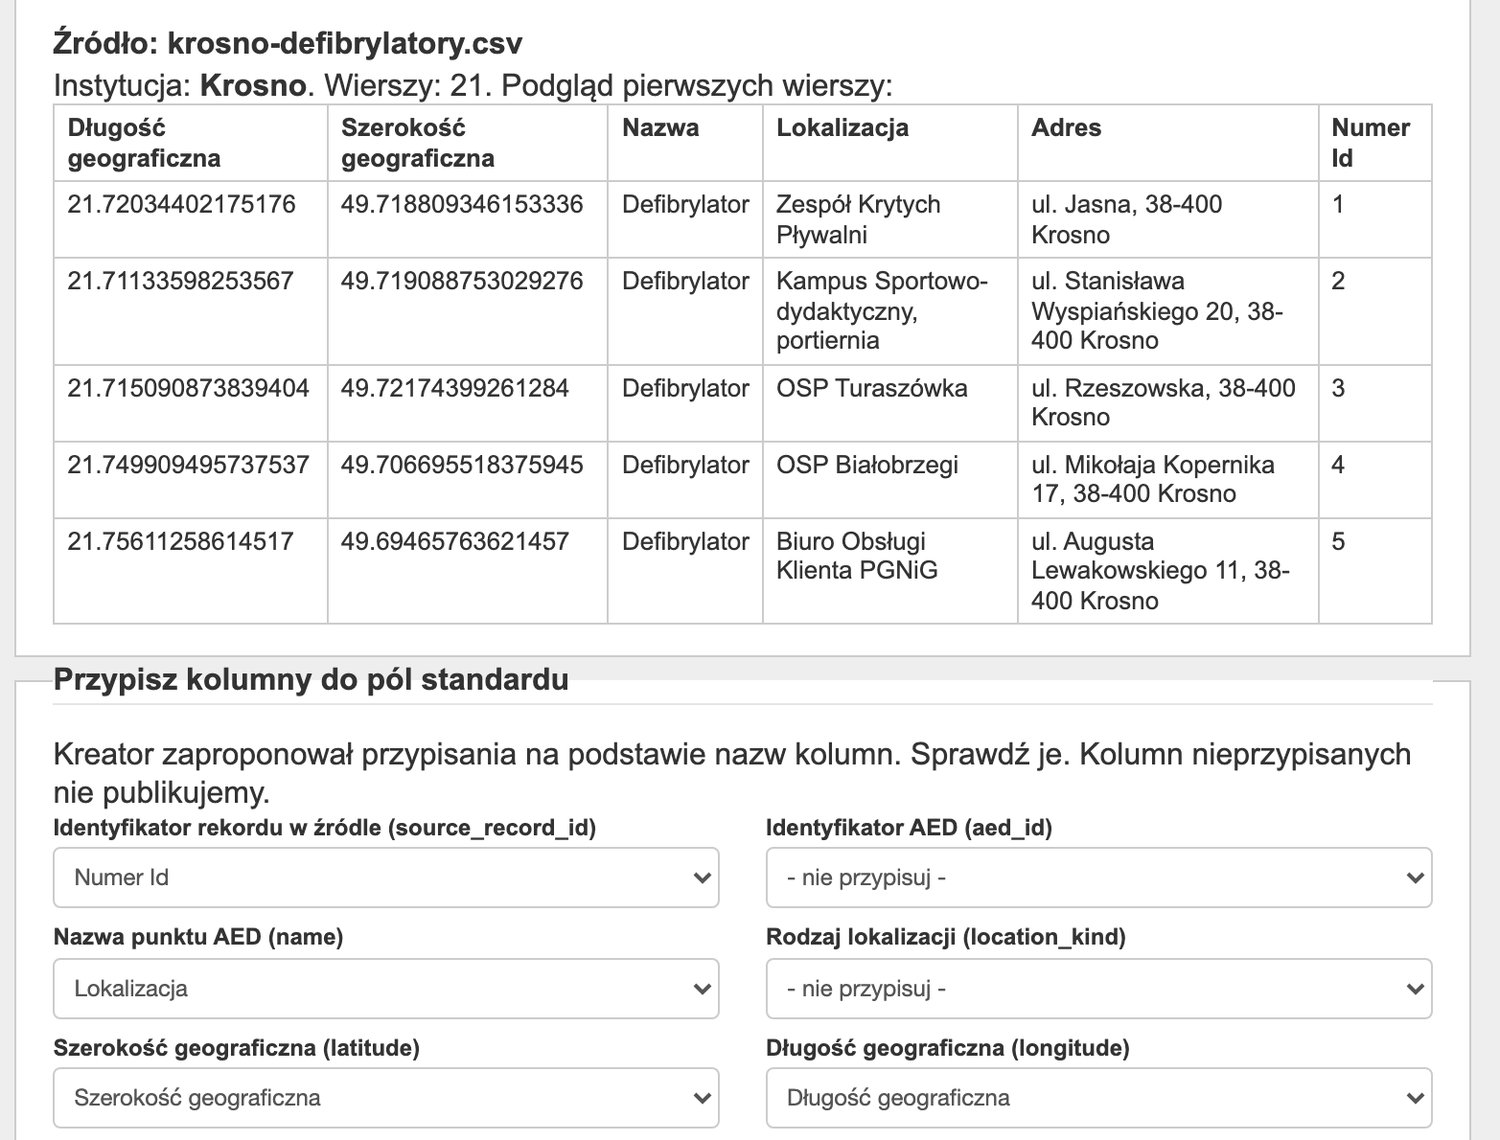 Źródło: krosno-defibrylatory.csv
Instytucja: Krosno. Wierszy: 21. Podgląd pierwszych wierszy:
Długość geograficzna | Szerokość geograficzna | Nazwa | Lokalizacja | Adres | Numer Id
21.72034402175176 | 49.718809346153336 | Defibrylator | Zespół Krytych Pływalni | ul. Jasna, 38-400 Krosno | 1
21.71133598253567 | 49.719088753029276 | Defibrylator | Kampus Sportowo-dydaktyczny, portiernia | ul. Stanisława Wyspiańskiego 20, 38-400 Krosno | 2
21.715090873839404 | 49.72174399261284 | Defibrylator | OSP Turaszówka | ul. Rzeszowska, 38-400 Krosno | 3
21.749909495737537 | 49.706695518375945 | Defibrylator | OSP Białobrzegi | ul. Mikołaja Kopernika 17, 38-400 Krosno | 4
21.75611258614517 | 49.69465763621457 | Defibrylator | Biuro Obsługi Klienta PGNiG | ul. Augusta Lewakowskiego 11, 38-400 Krosno | 5
Przypisz kolumny do pól standardu
Kreator zaproponował przypisania na podstawie nazw kolumn. Sprawdź je. Kolumn nieprzypisanych
nie publikujemy.
Identyfikator rekordu w źródle (source_record_id)
Numer Id
Identyfikator AED (aed_id)
- nie przypisuj -
Nazwa punktu AED (name)
Lokalizacja
Rodzaj lokalizacji (location_kind)
- nie przypisuj -
Szerokość geograficzna (latitude)
Szerokość geograficzna
Długość geograficzna (longitude)
Długość geograficzna